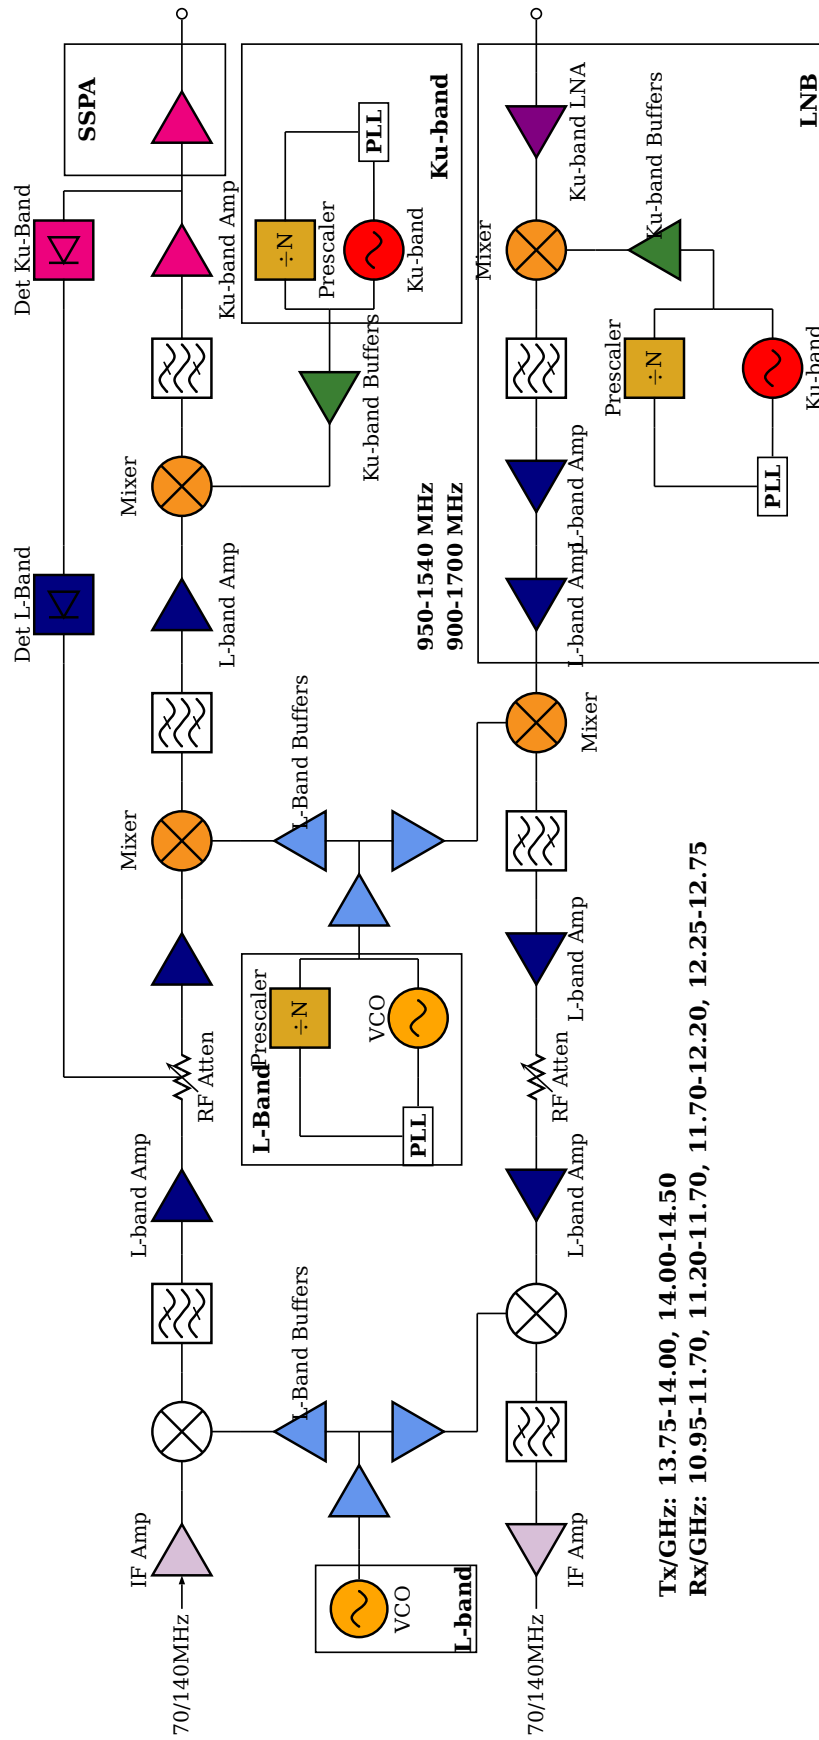 70/140MHz
IF Amp
L-band Amp
RF Atten
Mixer
L-band Amp
Mixer
Ku-band Amp
SSPA
Det L-Band
Det Ku-Band
VCO
L-band
L-Band Buffers
L-Band
PLL
VCO
Prescaler
÷N
L-Band Buffers
Ku-band Buffers
Prescaler
÷N
Ku-band
PLL
Ku-band
950-1540 MHz
900-1700 MHz
70/140MHz
IF Amp
L-band Amp
RF Atten
L-band Amp
Mixer
L-band Amp
L-band Amp
Mixer
Ku-band LNA
Ku-band Buffers
Prescaler
÷N
PLL
Ku-band
LNB
Tx/GHz: 13.75-14.00, 14.00-14.50
Rx/GHz: 10.95-11.70, 11.20-11.70, 11.70-12.20, 12.25-12.75